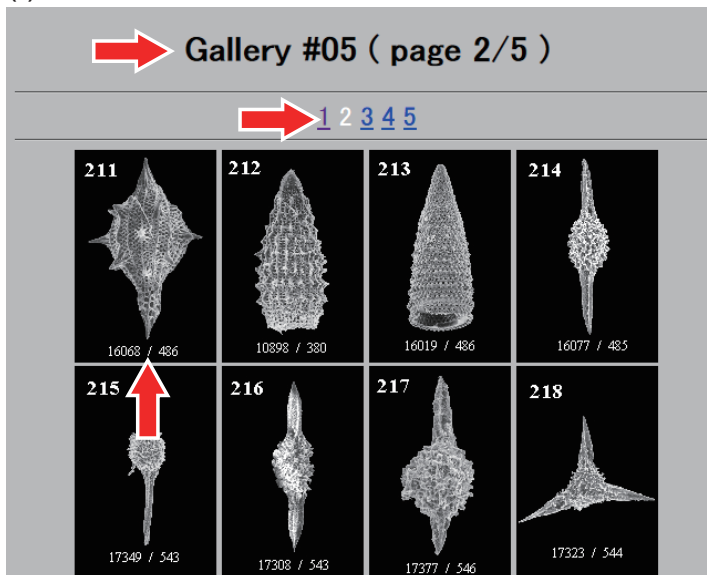 Gallery #05 ( page 2/5 )
1 2 3 4 5
211 212 213 214
16068 / 486 10898 / 380 16019 / 486 16077 / 485
215 216 217 218
17349 / 543 17308 / 543 17377 / 546 17323 / 544